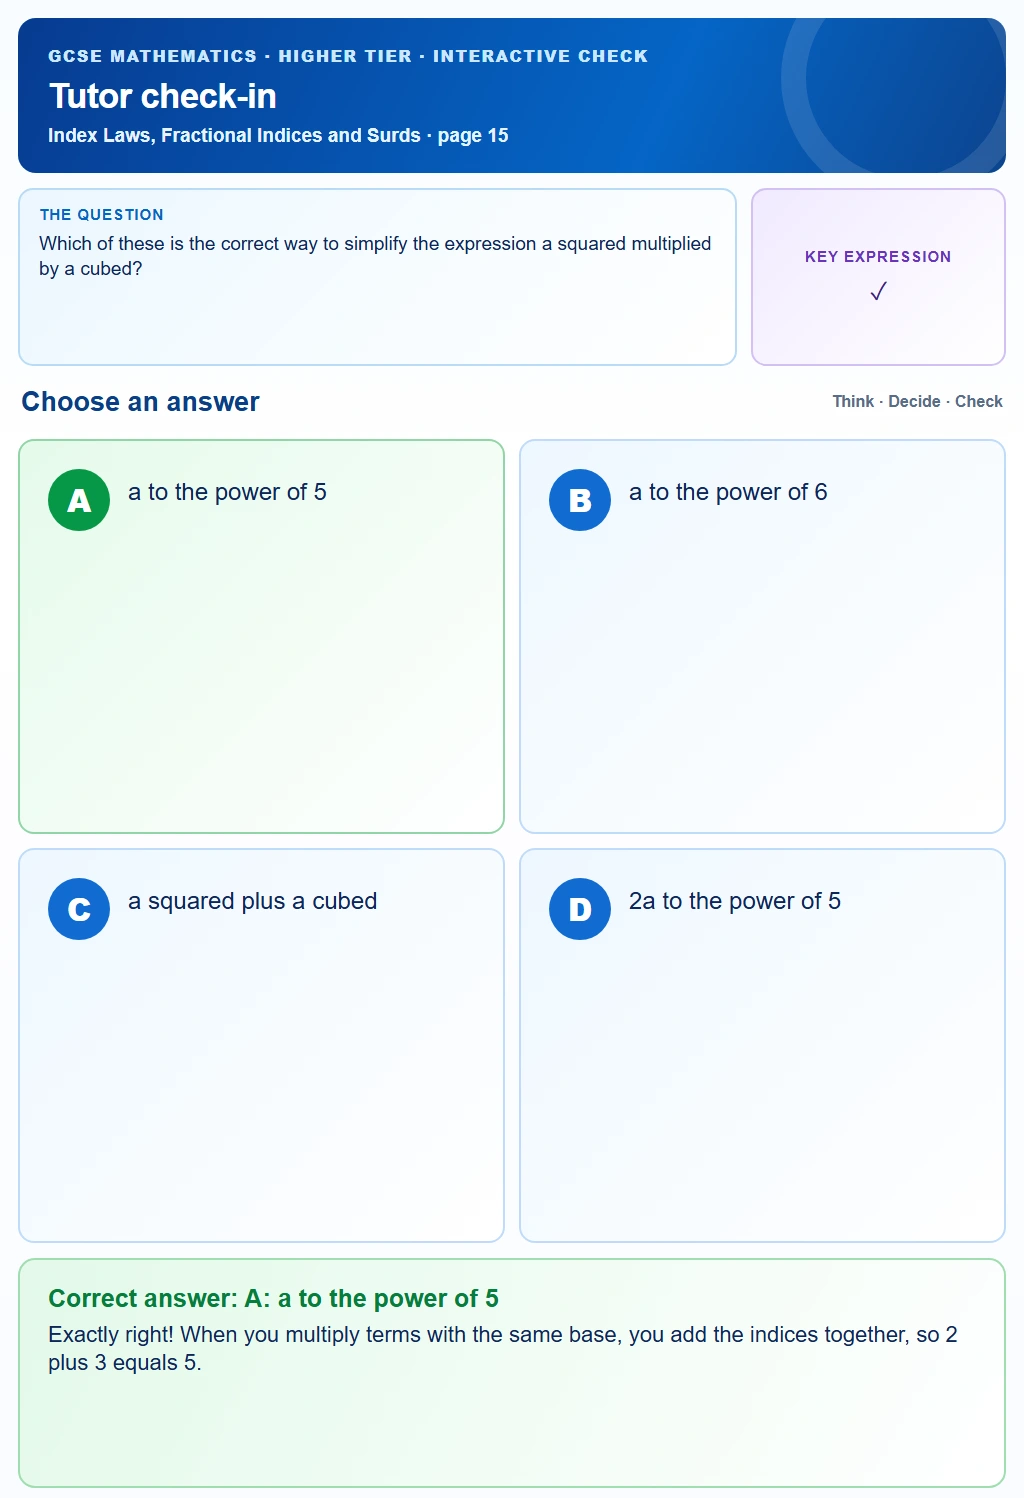 GCSE MATHEMATICS · HIGHER TIER · INTERACTIVE CHECK
Tutor check-in
Index Laws, Fractional Indices and Surds · page 15
THE QUESTION
Which of these is the correct way to simplify the expression a squared multiplied
by a cubed?
KEY EXPRESSION
✓
Choose an answer
Think · Decide · Check
A
a to the power of 5
B
a to the power of 6
C
a squared plus a cubed
D
2a to the power of 5
Correct answer: A: a to the power of 5
Exactly right! When you multiply terms with the same base, you add the indices together, so 2
plus 3 equals 5.